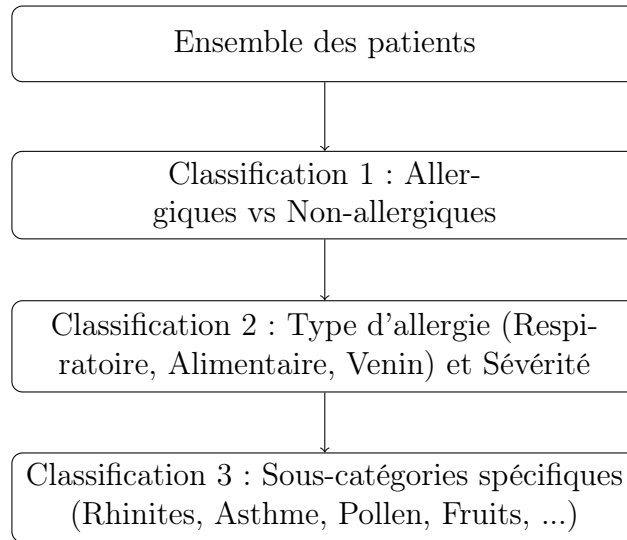 Ensemble des patients
Classification 1 : Aller-
giques vs Non-allergiques
Classification 2 : Type d'allergie (Respi-
ratoire, Alimentaire, Venin) et Sévérité
Classification 3 : Sous-catégories spécifiques
(Rhinites, Asthme, Pollen, Fruits, ...)